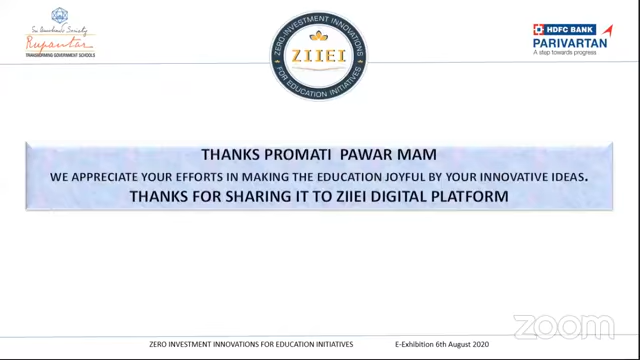 Sri Aurobindo Society
Rupantar
TRANSFORMING GOVERNMENT SCHOOLS
ZERO INVESTMENT INNOVATIONS
ZIIEI
FOR EDUCATION INITIATIVES
HDFC BANK
PARIVARTAN
A step towards progress
THANKS PROMATI PAWAR MAM
WE APPRECIATE YOUR EFFORTS IN MAKING THE EDUCATION JOYFUL BY YOUR INNOVATIVE IDEAS.
THANKS FOR SHARING IT TO ZIIEI DIGITAL PLATFORM
zoom
ZERO INVESTMENT INNOVATIONS FOR EDUCATION INITIATIVES E-Exhibition 6th August 2020